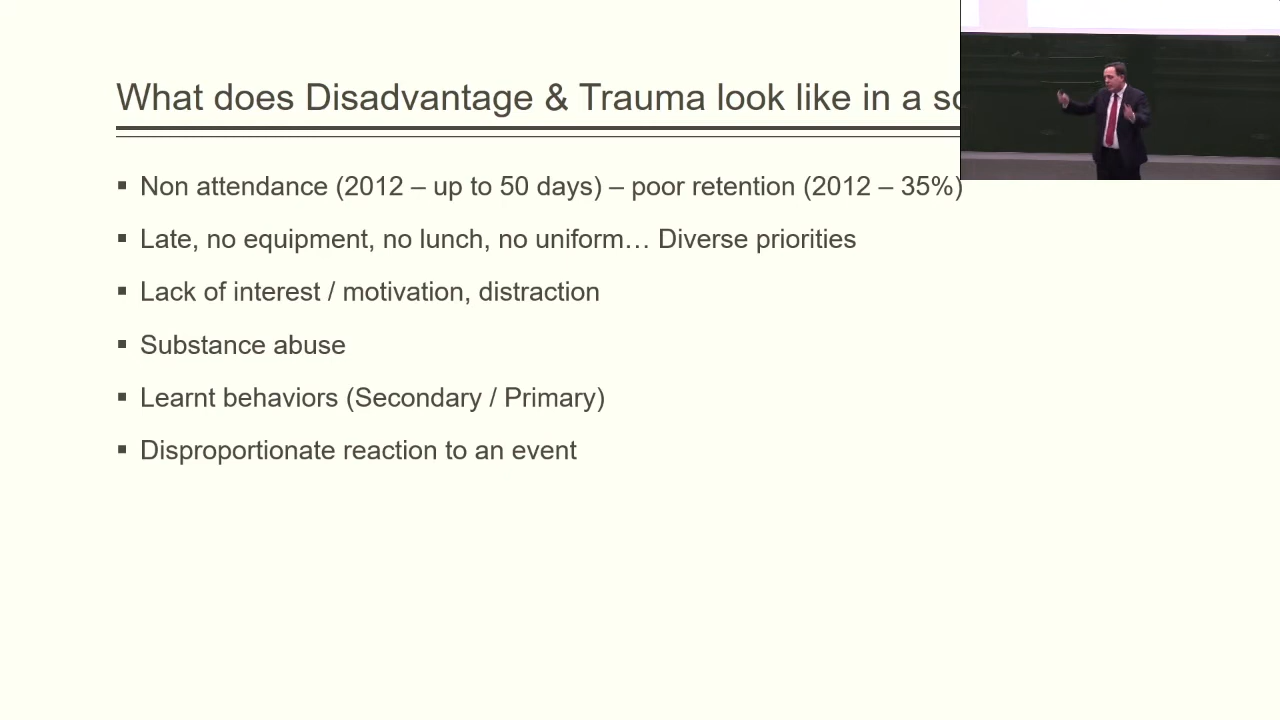 What does Disadvantage & Trauma look like in a
▪ Non attendance (2012 – up to 50 days) – poor retention (2012 – 35%)
▪ Late, no equipment, no lunch, no uniform… Diverse priorities
▪ Lack of interest / motivation, distraction
▪ Substance abuse
▪ Learnt behaviors (Secondary / Primary)
▪ Disproportionate reaction to an event